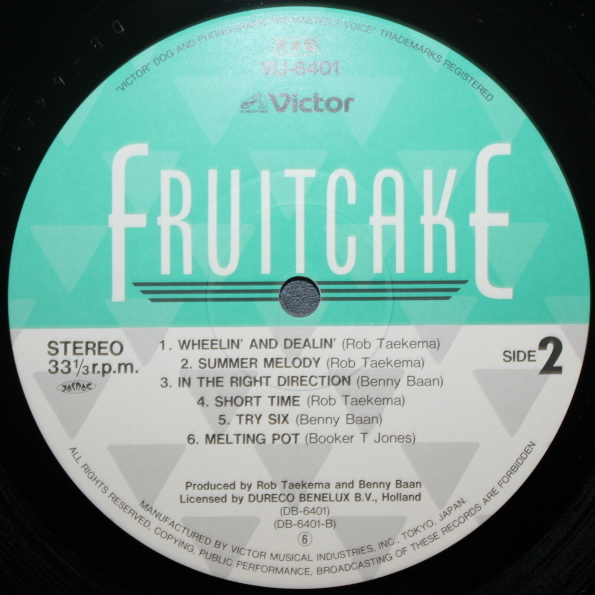 "VICTOR" DOG AND PHONOGRAPH, "HIS MASTER'S VOICE" TRADEMARKS REGISTERED
VIJ-6401
Victor
FRUITCAKE
STEREO
33 1/3 r.p.m.
JASRAC
SIDE 2
1. WHEELIN' AND DEALIN' (Rob Taekema)
2. SUMMER MELODY (Rob Taekema)
3. IN THE RIGHT DIRECTION (Benny Baan)
4. SHORT TIME (Rob Taekema)
5. TRY SIX (Benny Baan)
6. MELTING POT (Booker T Jones)
Produced by Rob Taekema and Benny Baan
Licensed by DURECO BENELUX B.V., Holland
(DB-6401)
(DB-6401-B)
6
MANUFACTURED BY VICTOR MUSICAL INDUSTRIES, INC., TOKYO, JAPAN.
ALL RIGHTS RESERVED, COPYING, PUBLIC PERFORMANCE, BROADCASTING OF THESE RECORDS ARE FORBIDDEN